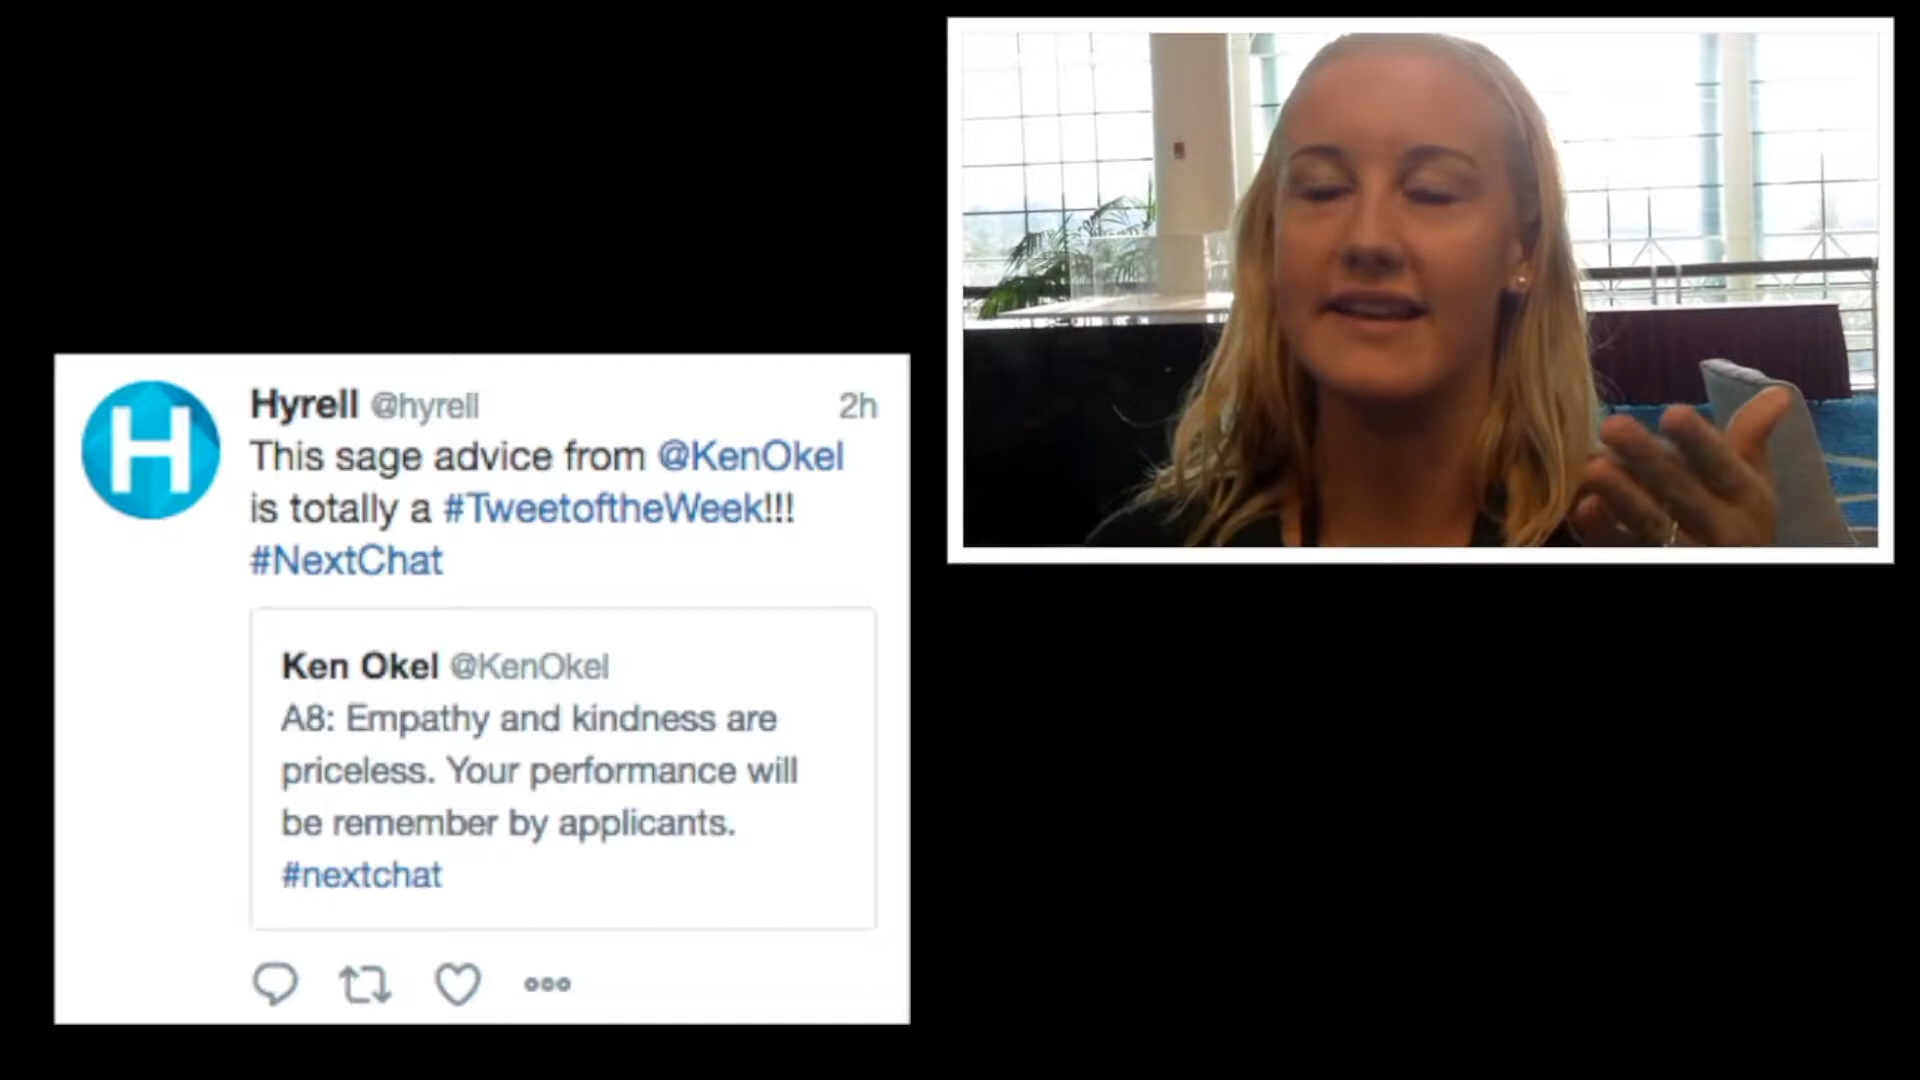 H
Hyrell @hyrell 2h
This sage advice from @KenOkel
is totally a #TweetoftheWeek!!!
#NextChat
Ken Okel @KenOkel
A8: Empathy and kindness are
priceless. Your performance will
be remember by applicants.
#nextchat